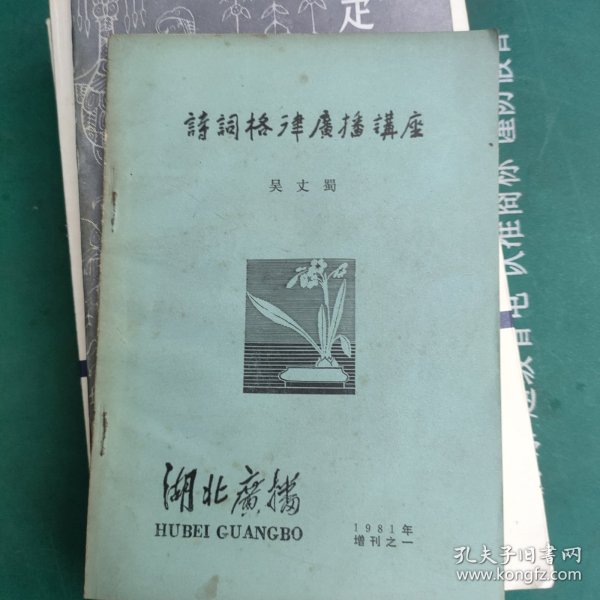 詩詞格律廣播講座
吴丈蜀
湖北廣播
HUBEI GUANGBO
1981年
增刊之一
定
孔夫子旧书网
www.kongfz.com